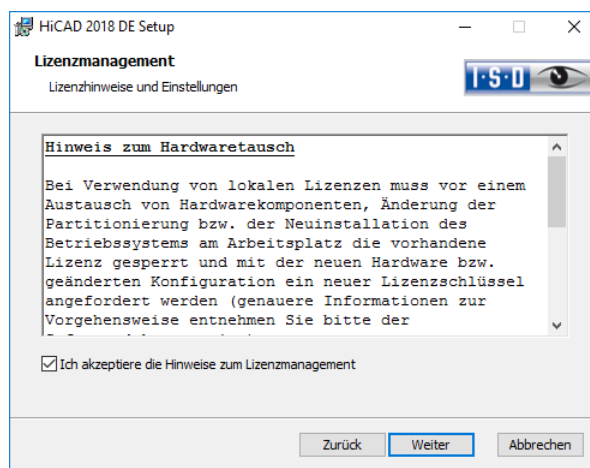 HiCAD 2018 DE Setup
Lizenzmanagement
Lizenzhinweise und Einstellungen
I·S·D
Hinweis zum Hardwaretausch
Bei Verwendung von lokalen Lizenzen muss vor einem
Austausch von Hardwarekomponenten, Änderung der
Partitionierung bzw. der Neuinstallation des
Betriebssystems am Arbeitsplatz die vorhandene
Lizenz gesperrt und mit der neuen Hardware bzw.
geänderten Konfiguration ein neuer Lizenzschlüssel
angefordert werden (genauere Informationen zur
Vorgehensweise entnehmen Sie bitte der
Ich akzeptiere die Hinweise zum Lizenzmanagement
Zurück
Weiter
Abbrechen